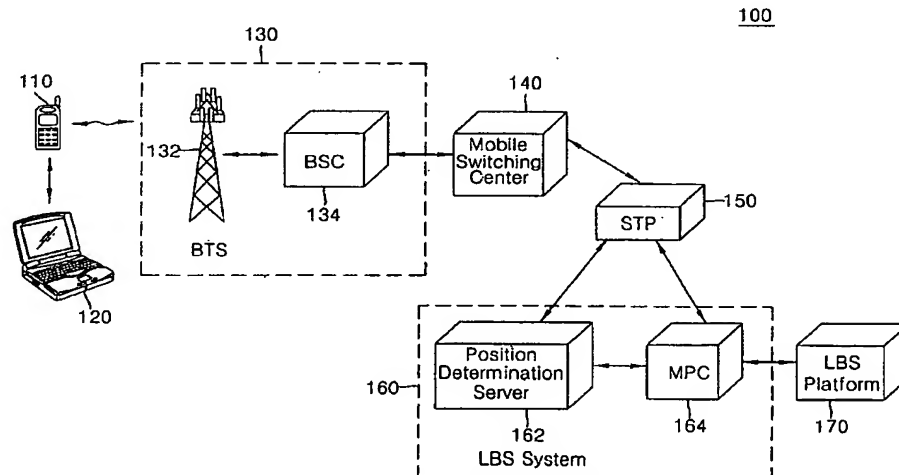 100
130
110
140
132
BSC
Mobile
Switching
Center
134
150
STP
BTS
120
Position
Determination
Server
MPC
LBS
Platform
160
162
164
170
LBS System